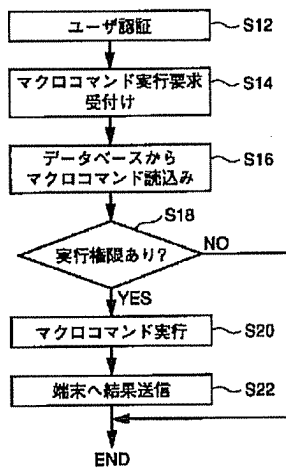 ユーザ認証 S12
マクロコマンド実行要求 S14
受付け
データベースから S16
マクロコマンド読込み
S18
実行権限あり? NO
YES
マクロコマンド実行 S20
端末へ結果送信 S22
END